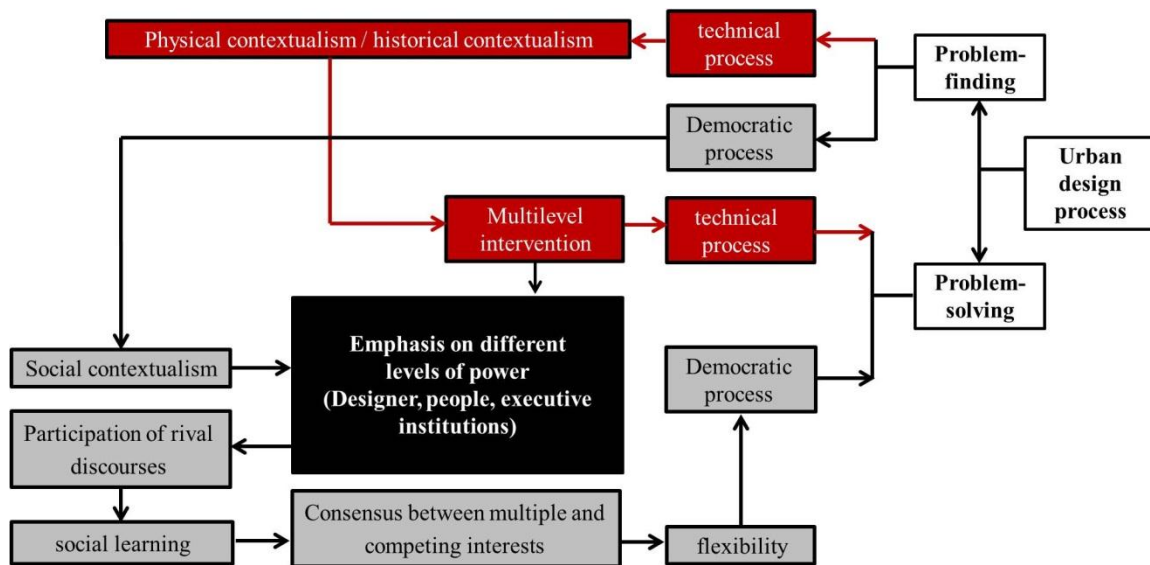 Physical contextualism / historical contextualism
technical
process
Problem-
finding
Democratic
process
Urban
design
process
Multilevel
intervention
technical
process
Problem-
solving
Emphasis on different
levels of power
(Designer, people, executive
institutions)
Social contextualism
Democratic
process
Participation of rival
discourses
social learning
Consensus between multiple and
competing interests
flexibility